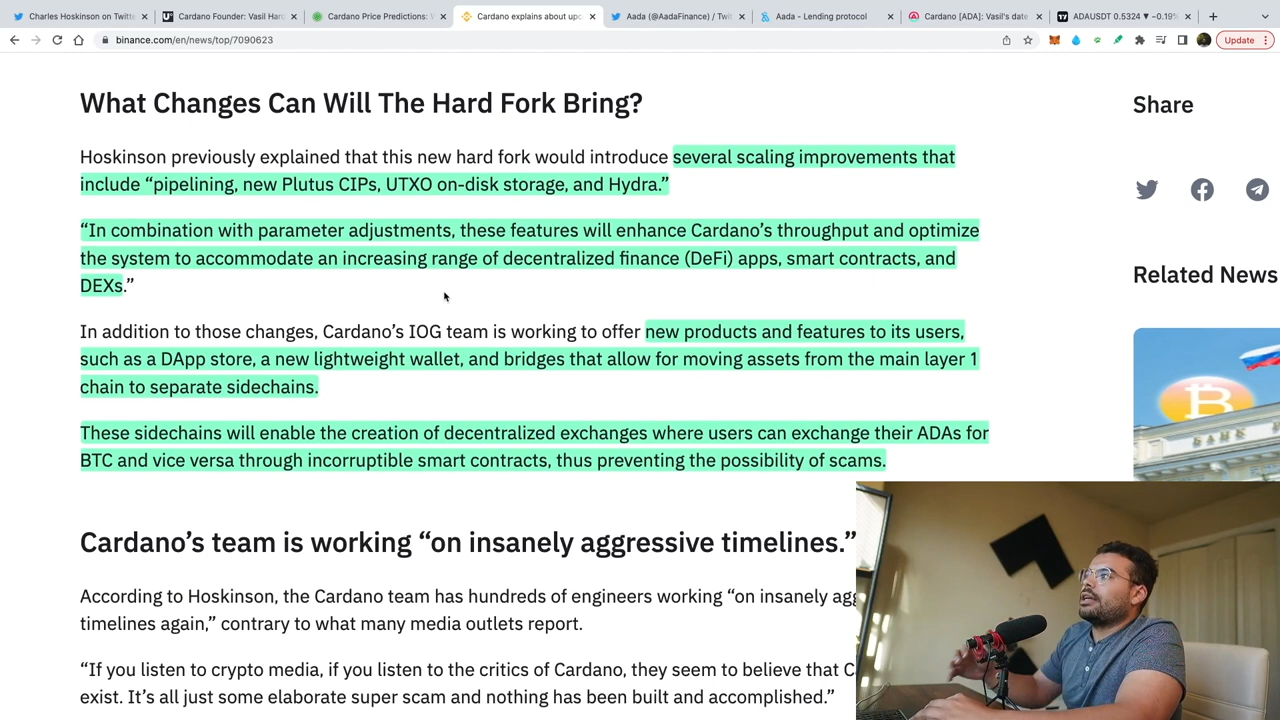 Charles Hoskinson on Twitte
Cardano Founder: Vasil Har
Cardano Price Predictions:
Cardano explains about upc
Aada (@AadaFinance) / Twit
Aada - Lending protocol
Cardano [ADA]: Vasil's date
ADAUSDT 0.5324 ▼ −0.19%
binance.com/en/news/top/7090623
Update
What Changes Can Will The Hard Fork Bring?
Hoskinson previously explained that this new hard fork would introduce several scaling improvements that
include “pipelining, new Plutus CIPs, UTXO on-disk storage, and Hydra.”
“In combination with parameter adjustments, these features will enhance Cardano’s throughput and optimize
the system to accommodate an increasing range of decentralized finance (DeFi) apps, smart contracts, and
DEXs.”
In addition to those changes, Cardano’s IOG team is working to offer new products and features to its users,
such as a DApp store, a new lightweight wallet, and bridges that allow for moving assets from the main layer 1
chain to separate sidechains.
These sidechains will enable the creation of decentralized exchanges where users can exchange their ADAs for
BTC and vice versa through incorruptible smart contracts, thus preventing the possibility of scams.
Cardano’s team is working “on insanely aggressive timelines.”
According to Hoskinson, the Cardano team has hundreds of engineers working “on insanely agg
timelines again,” contrary to what many media outlets report.
“If you listen to crypto media, if you listen to the critics of Cardano, they seem to believe that C
exist. It’s all just some elaborate super scam and nothing has been built and accomplished.”
Share
Related News